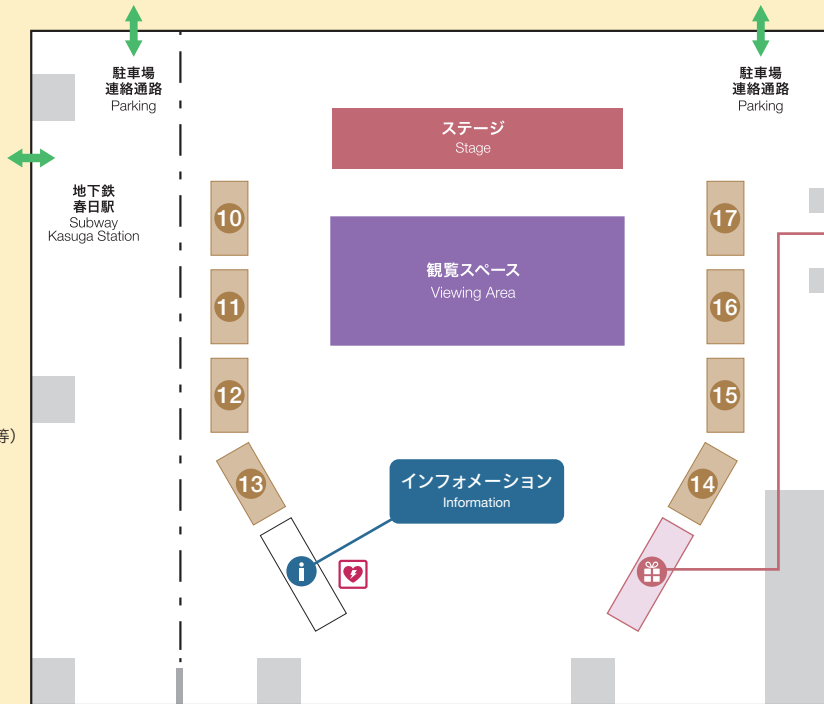 駐車場
連絡通路
Parking
駐車場
連絡通路
Parking
ステージ
Stage
地下鉄
春日駅
Subway
Kasuga Station
10
17
観覧スペース
Viewing Area
11
16
12
15
等）
13
インフォメーション
Information
14
i